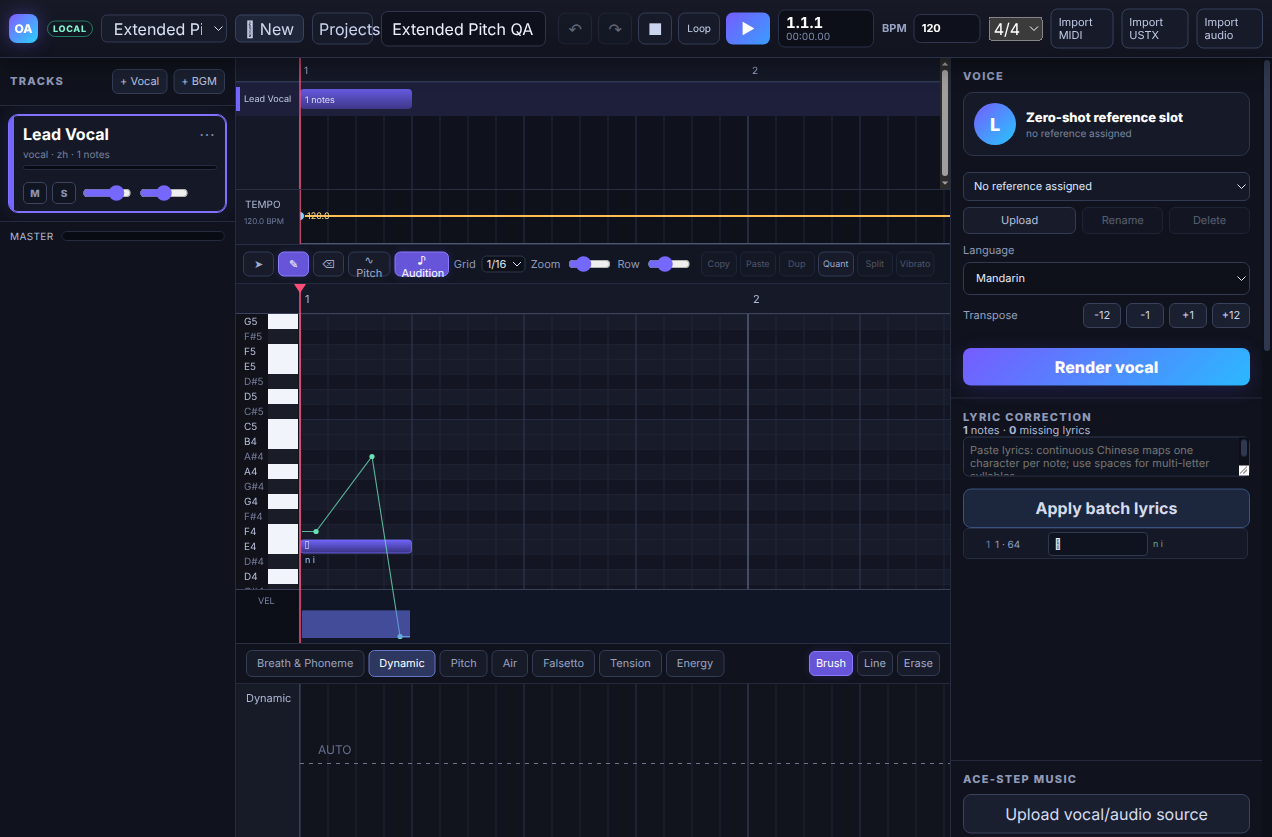 OA LOCAL Extended Pi New Projects Extended Pitch QA Loop 1.1.1 00:00.00 BPM 120 4/4 Import MIDI Import USTX Import audio
TRACKS + Vocal + BGM
Lead Vocal ...
vocal · zh · 1 notes
M S
MASTER
1 2
Lead Vocal 1 notes
TEMPO
120.0 BPM 120.0
Pitch Audition Grid 1/16 Zoom Row Copy Paste Dup Quant Split Vibrato
1 2
G5
F#5
F5
E5
D#5
D5
C#5
C5
B4
A#4
A4
G#4
G4
F#4
F4
E4
D#4
n i
D4
VEL
Breath & Phoneme Dynamic Pitch Air Falsetto Tension Energy Brush Line Erase
Dynamic
AUTO
VOICE
L
Zero-shot reference slot
no reference assigned
No reference assigned
Upload Rename Delete
Language
Mandarin
Transpose -12 -1 +1 +12
Render vocal
LYRIC CORRECTION
1 notes · 0 missing lyrics
Paste lyrics: continuous Chinese maps one
character per note; use spaces for multi-letter
Apply batch lyrics
1 1 · 64 n i
ACE-STEP MUSIC
Upload vocal/audio source